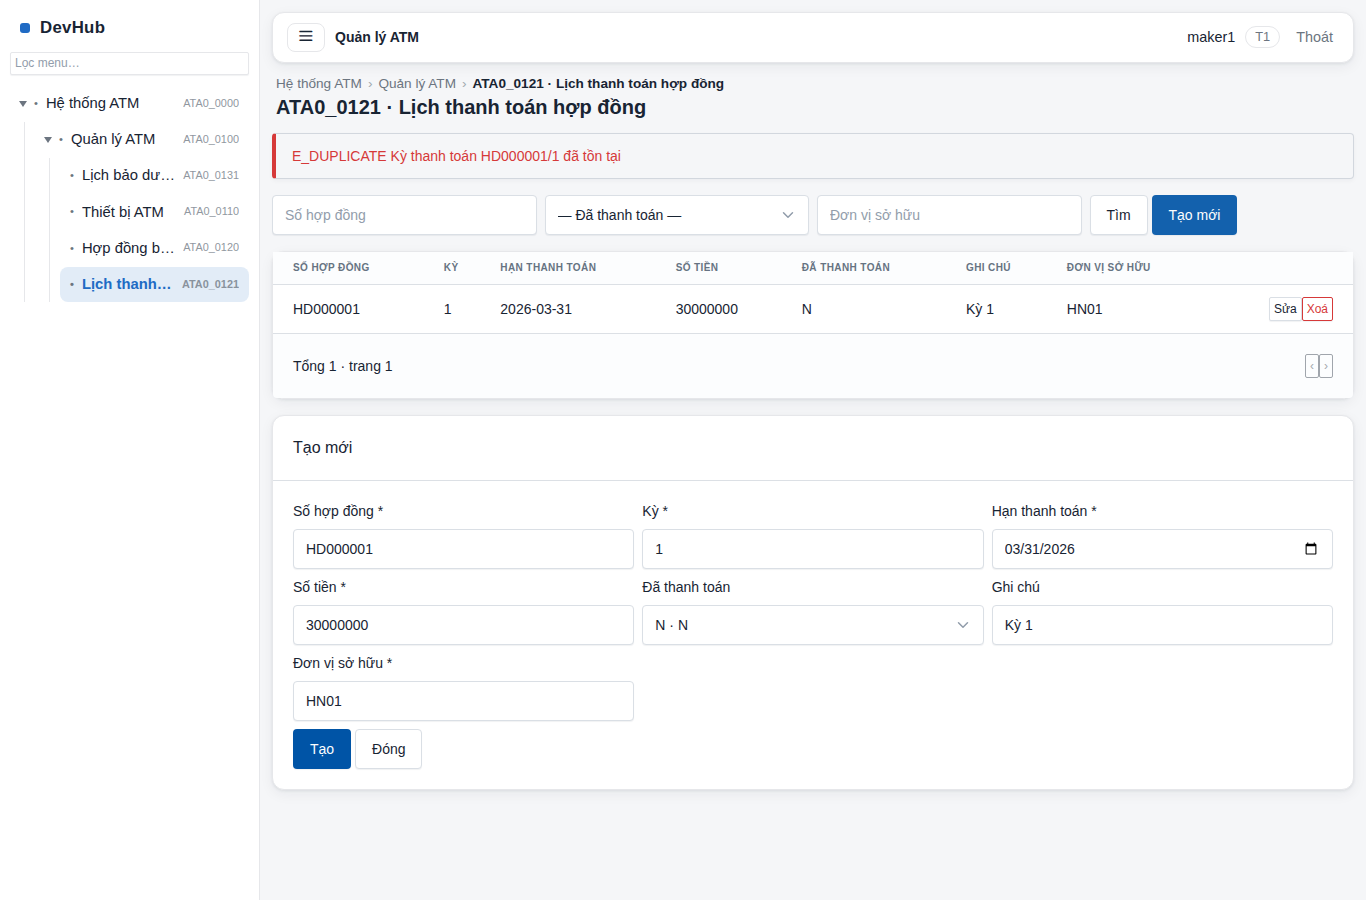 DevHub
Lọc menu…
Hệ thống ATM ATA0_0000
Quản lý ATM ATA0_0100
Lịch bảo dư… ATA0_0131
Thiết bị ATM ATA0_0110
Hợp đồng b… ATA0_0120
Lịch thanh… ATA0_0121
Quản lý ATM
maker1 T1 Thoát
Hệ thống ATM › Quản lý ATM › ATA0_0121 · Lịch thanh toán hợp đồng
ATA0_0121 · Lịch thanh toán hợp đồng
E_DUPLICATE Kỳ thanh toán HD000001/1 đã tồn tại
Số hợp đồng — Đã thanh toán — Đơn vị sở hữu Tìm Tạo mới
SỐ HỢP ĐỒNG KỲ HẠN THANH TOÁN SỐ TIỀN ĐÃ THANH TOÁN GHI CHÚ ĐƠN VỊ SỞ HỮU
HD000001 1 2026-03-31 30000000 N Kỳ 1 HN01 Sửa Xoá
Tổng 1 · trang 1 ‹ ›
Tạo mới
Số hợp đồng * Kỳ * Hạn thanh toán *
HD000001 1 03/31/2026
Số tiền * Đã thanh toán Ghi chú
30000000 N · N Kỳ 1
Đơn vị sở hữu *
HN01
Tạo Đóng